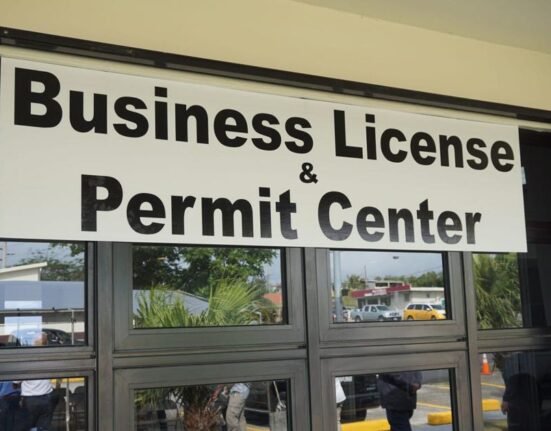 Business License
&
Permit Center